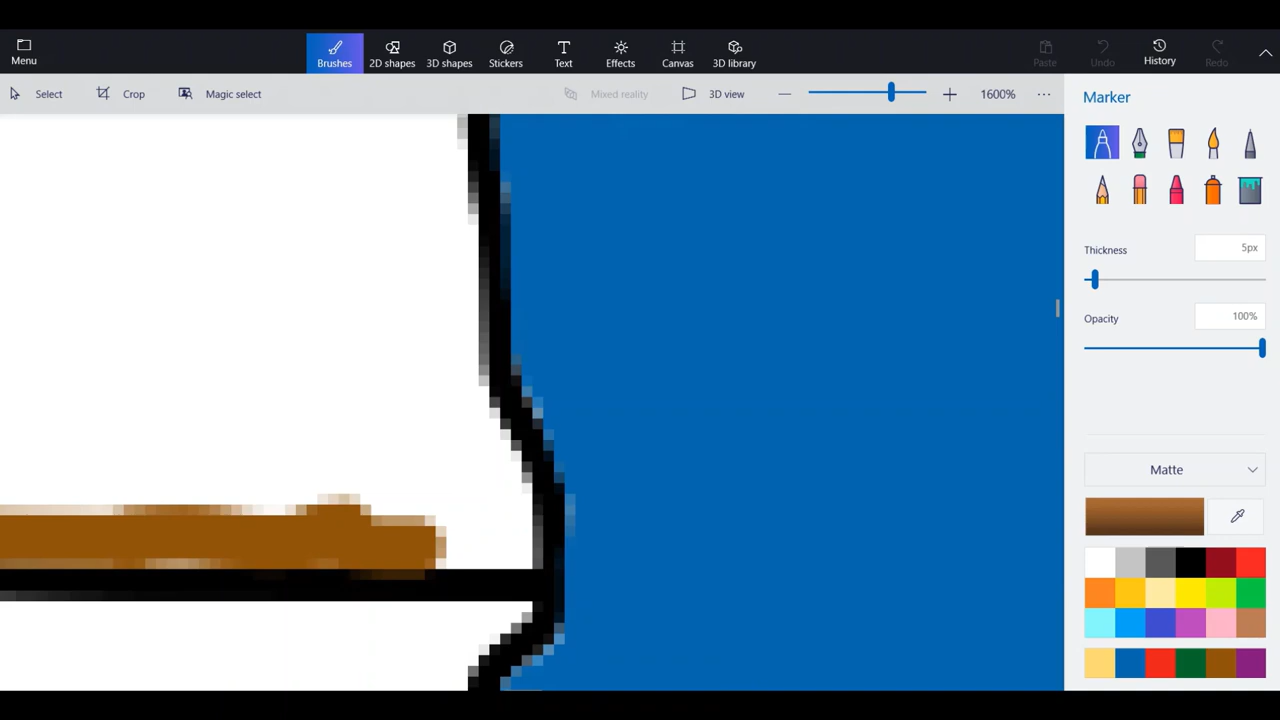 Menu
Brushes
2D shapes
3D shapes
Stickers
Text
Effects
Canvas
3D library
Paste
Undo
History
Redo
Select
Crop
Magic select
Mixed reality
3D view
1600%
Marker
Thickness
5px
Opacity
100%
Matte